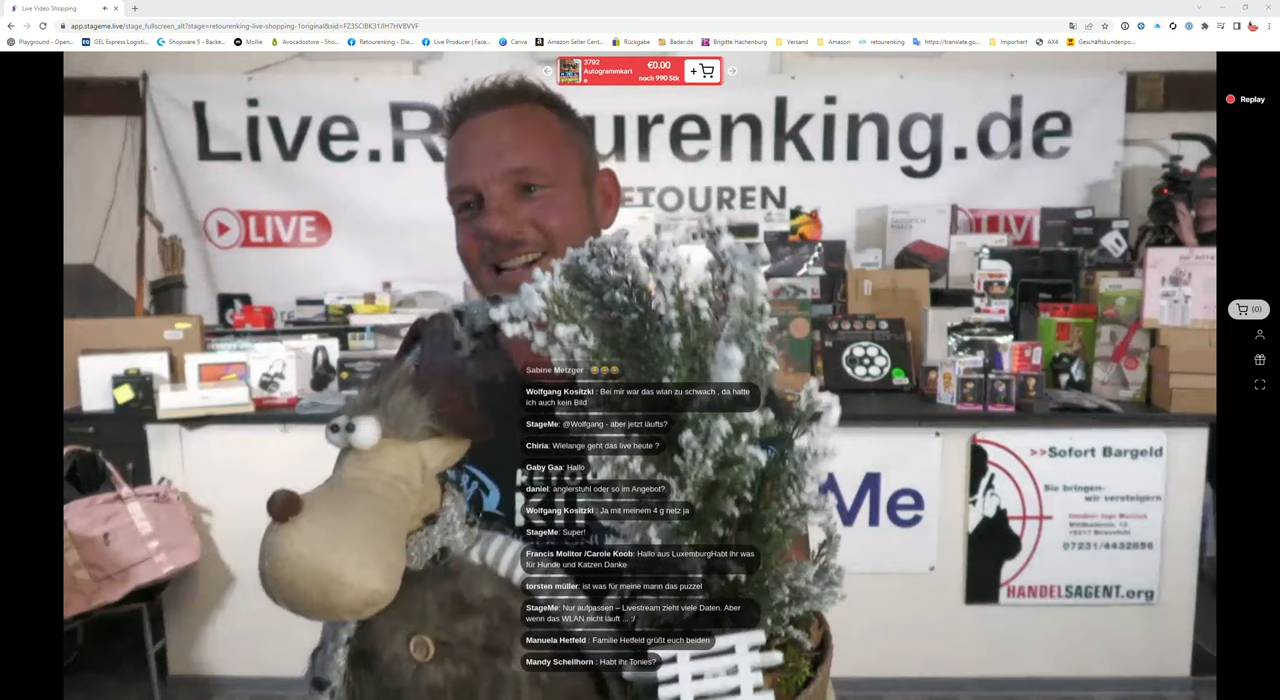 Live Video Shopping
app.stageme.live/stage_fullscreen_alt?stage=retourenking-live-shopping-1original&sid=FZ3SCIBK31JIH7HVBVVF
Playground - Open... GEL Express Logisti... Shopware 5 - Backe... Mollie Avocadostore - Sho... Retourenking - Die... Live Producer | Face... Canva Amazon Seller Cent... Rückgabe Bader.de Brigitte Hachenburg Versand Amazon retourenking https://translate.go... Importiert AX4 Geschäftskundenpo...
3792
Autogrammkart
e
€0.00
noch 990 Stk
+
Replay
Live.R tourenking.de
LIVE
ETOUREN
LIVE
(0)
Sabine Metzger : 😂😂😂
Wolfgang Kositzki : Bei mir war das wlan zu schwach , da hatte
ich auch kein Bild
StageMe: @Wolfgang - aber jetzt läufts?
Chiria: Wielange geht das live heute ?
Gaby Gaa: Hallo
daniel: anglerstuhl oder so im Angebot?
Wolfgang Kositzki : Ja mit meinem 4 g netz ja
StageMe: Super!
Francis Molitor /Carole Koob: Hallo aus LuxemburgHabt ihr was
für Hunde und Katzen Danke
torsten müller: ist was für meine mann das puzzel
StageMe: Nur aufpassen – Livestream zieht viele Daten. Aber
wenn das WLAN nicht läuft ... :/
Manuela Hetfeld : Familie Hetfeld grüßt euch beiden
Mandy Schellhorn : Habt ihr Tonies?
Me
>>Sofort Bargeld
Sie bringen-
wir versteigern
07231/4432856
HANDELSAGENT.org